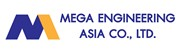 MEGA ENGINEERING
ASIA CO., LTD.